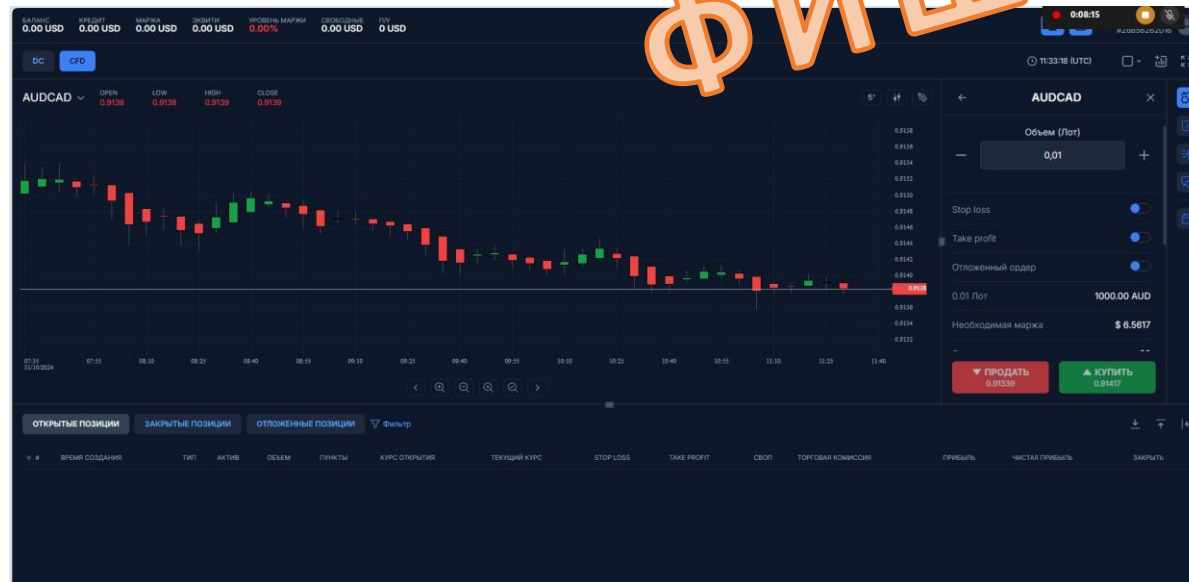 БАЛАНС КРЕДИТ МАРЖА ЭКВИТИ УРОВЕНЬ МАРЖИ СВОБОДНЫЕ П/У
0.00 USD 0.00 USD 0.00 USD 0.00 USD 0.00% 0.00 USD 0 USD
ФИШ
0:08:15
DC CFD
11:33:18 (UTC)
AUDCAD
OPEN LOW HIGH CLOSE
0.9139 0.9138 0.9139 0.9139
5'
0.9158
0.9156
0.9154
0.9152
0.9150
0.9148
0.9146
0.9144
0.9142
0.9140
0.9138
0.9136
0.9134
0.9132
07:35 07:55 08:10 08:25 08:40 08:55 09:10 09:25 09:40 09:55 10:10 10:25 10:40 10:55 11:10 11:25 11:40
31/10/2024
AUDCAD
Объем (Лот)
0,01
Stop loss
Take profit
Отложенный ордер
0.01 Лот 1000.00 AUD
Необходимая маржа $ 6.5617
ПРОДАТЬ
0.91339
КУПИТЬ
0.91417
ОТКРЫТЫЕ ПОЗИЦИИ ЗАКРЫТЫЕ ПОЗИЦИИ ОТЛОЖЕННЫЕ ПОЗИЦИИ Фильтр
# ВРЕМЯ СОЗДАНИЯ ТИП АКТИВ ОБЪЕМ ПУНКТЫ КУРС ОТКРЫТИЯ ТЕКУЩИЙ КУРС STOP LOSS TAKE PROFIT СВОП ТОРГОВАЯ КОМИССИЯ ПРИБЫЛЬ ЧИСТАЯ ПРИБЫЛЬ ЗАКРЫТЬ